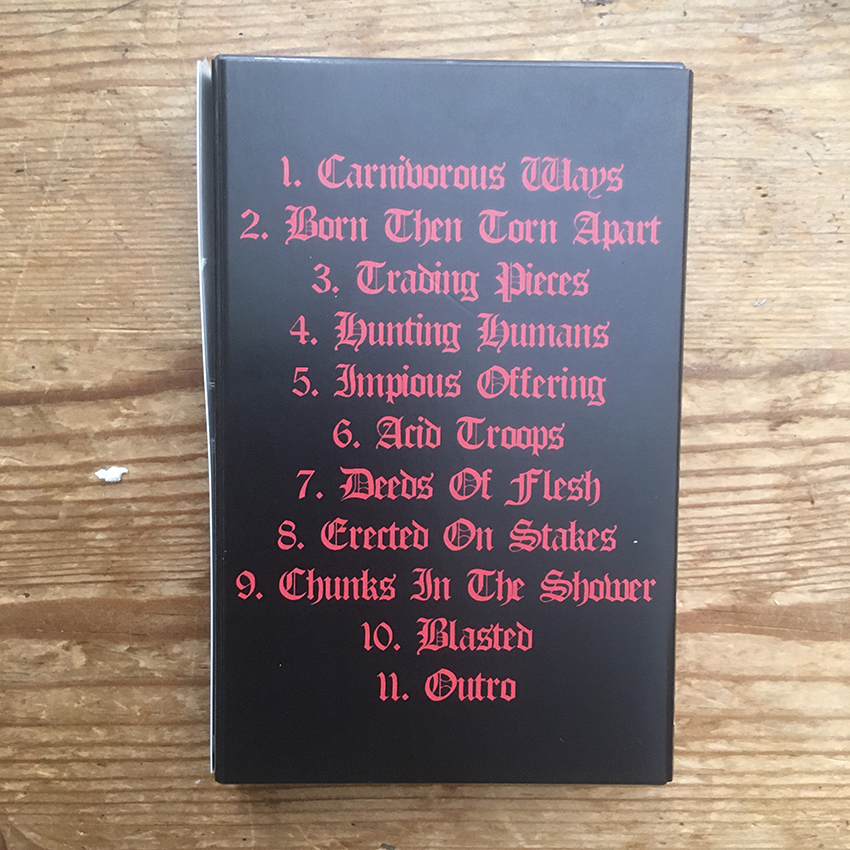 1. Carnivorous Ways
2. Born Then Torn Apart
3. Trading Pieces
4. Hunting Humans
5. Impious Offering
6. Acid Troops
7. Deeds Of Flesh
8. Erected On Stakes
9. Chunks In The Shower
10. Blasted
11. Outro